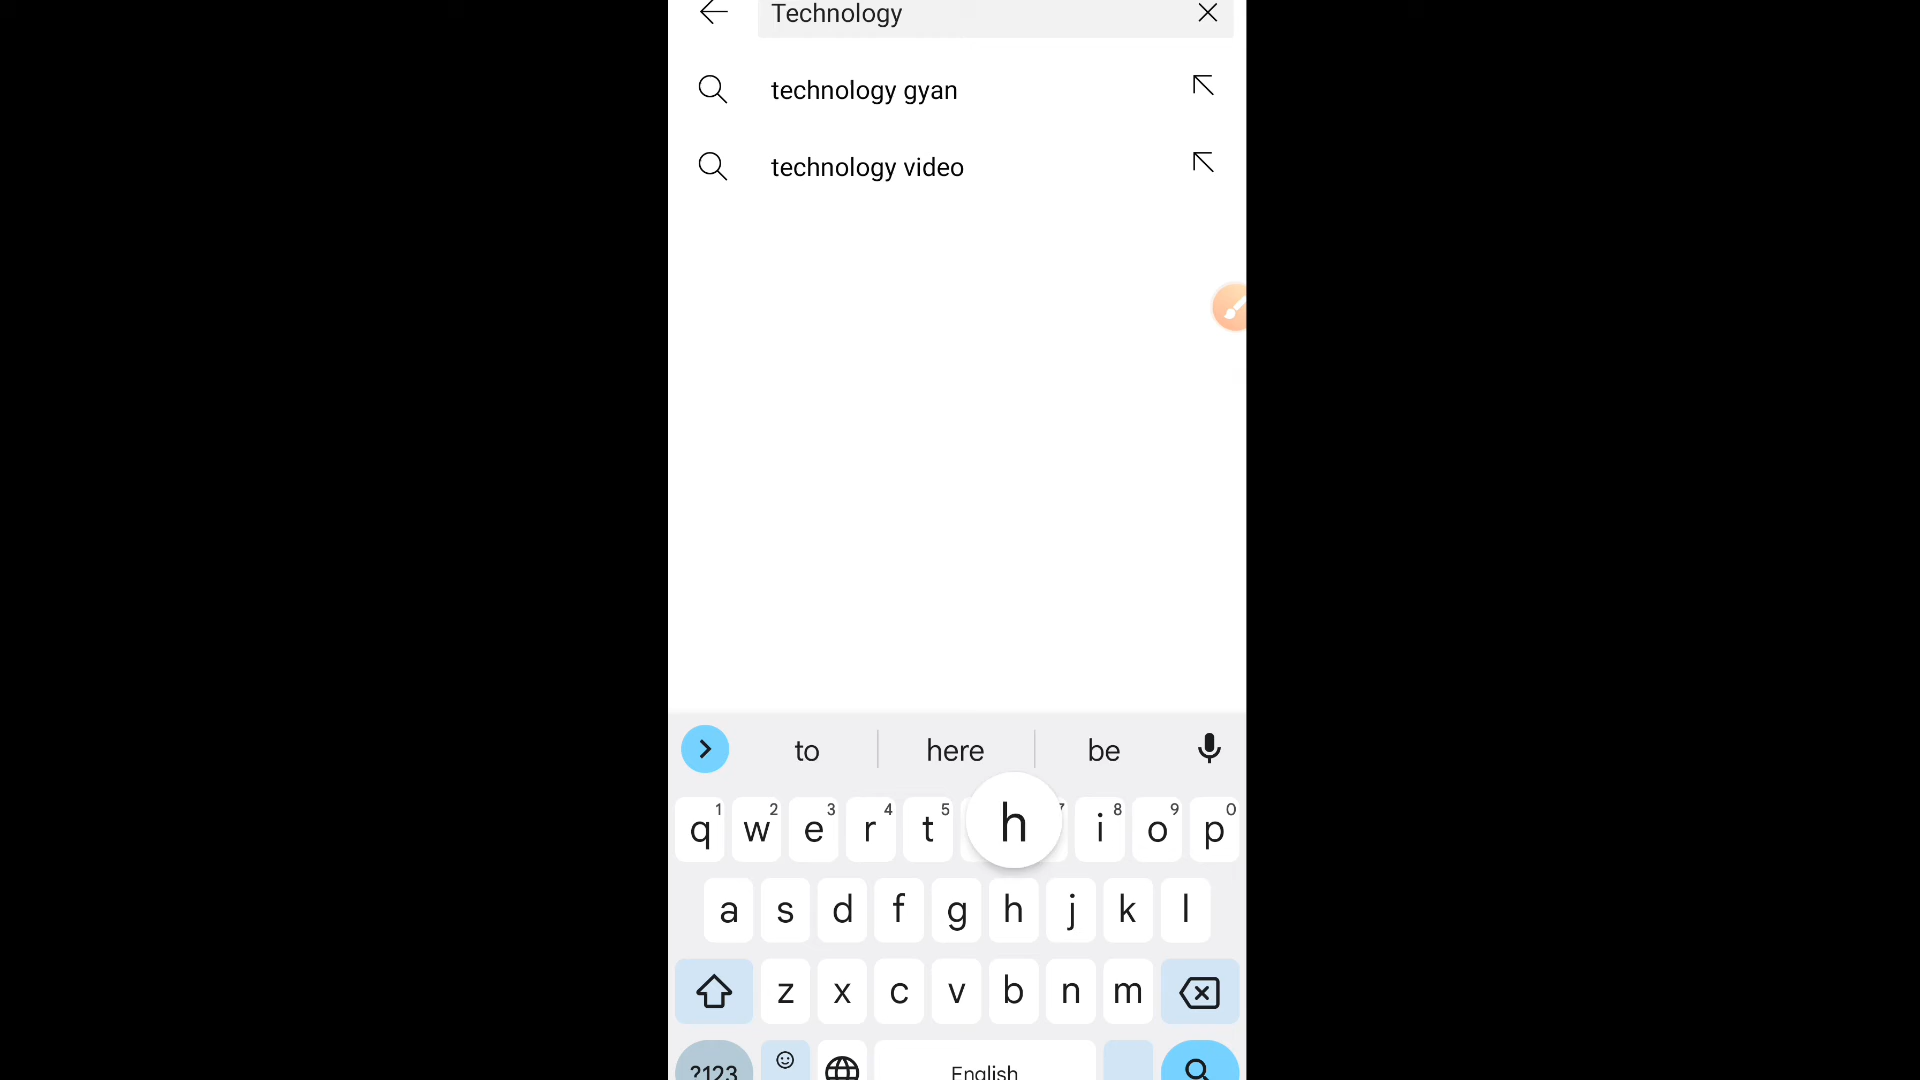 Technology
technology gyan
technology video
to here be
q 1 w 2 e 3 r 4 t 5 h 7 i 8 o 9 p 0
a s d f g h j k l
z x c v b n m
?123 English